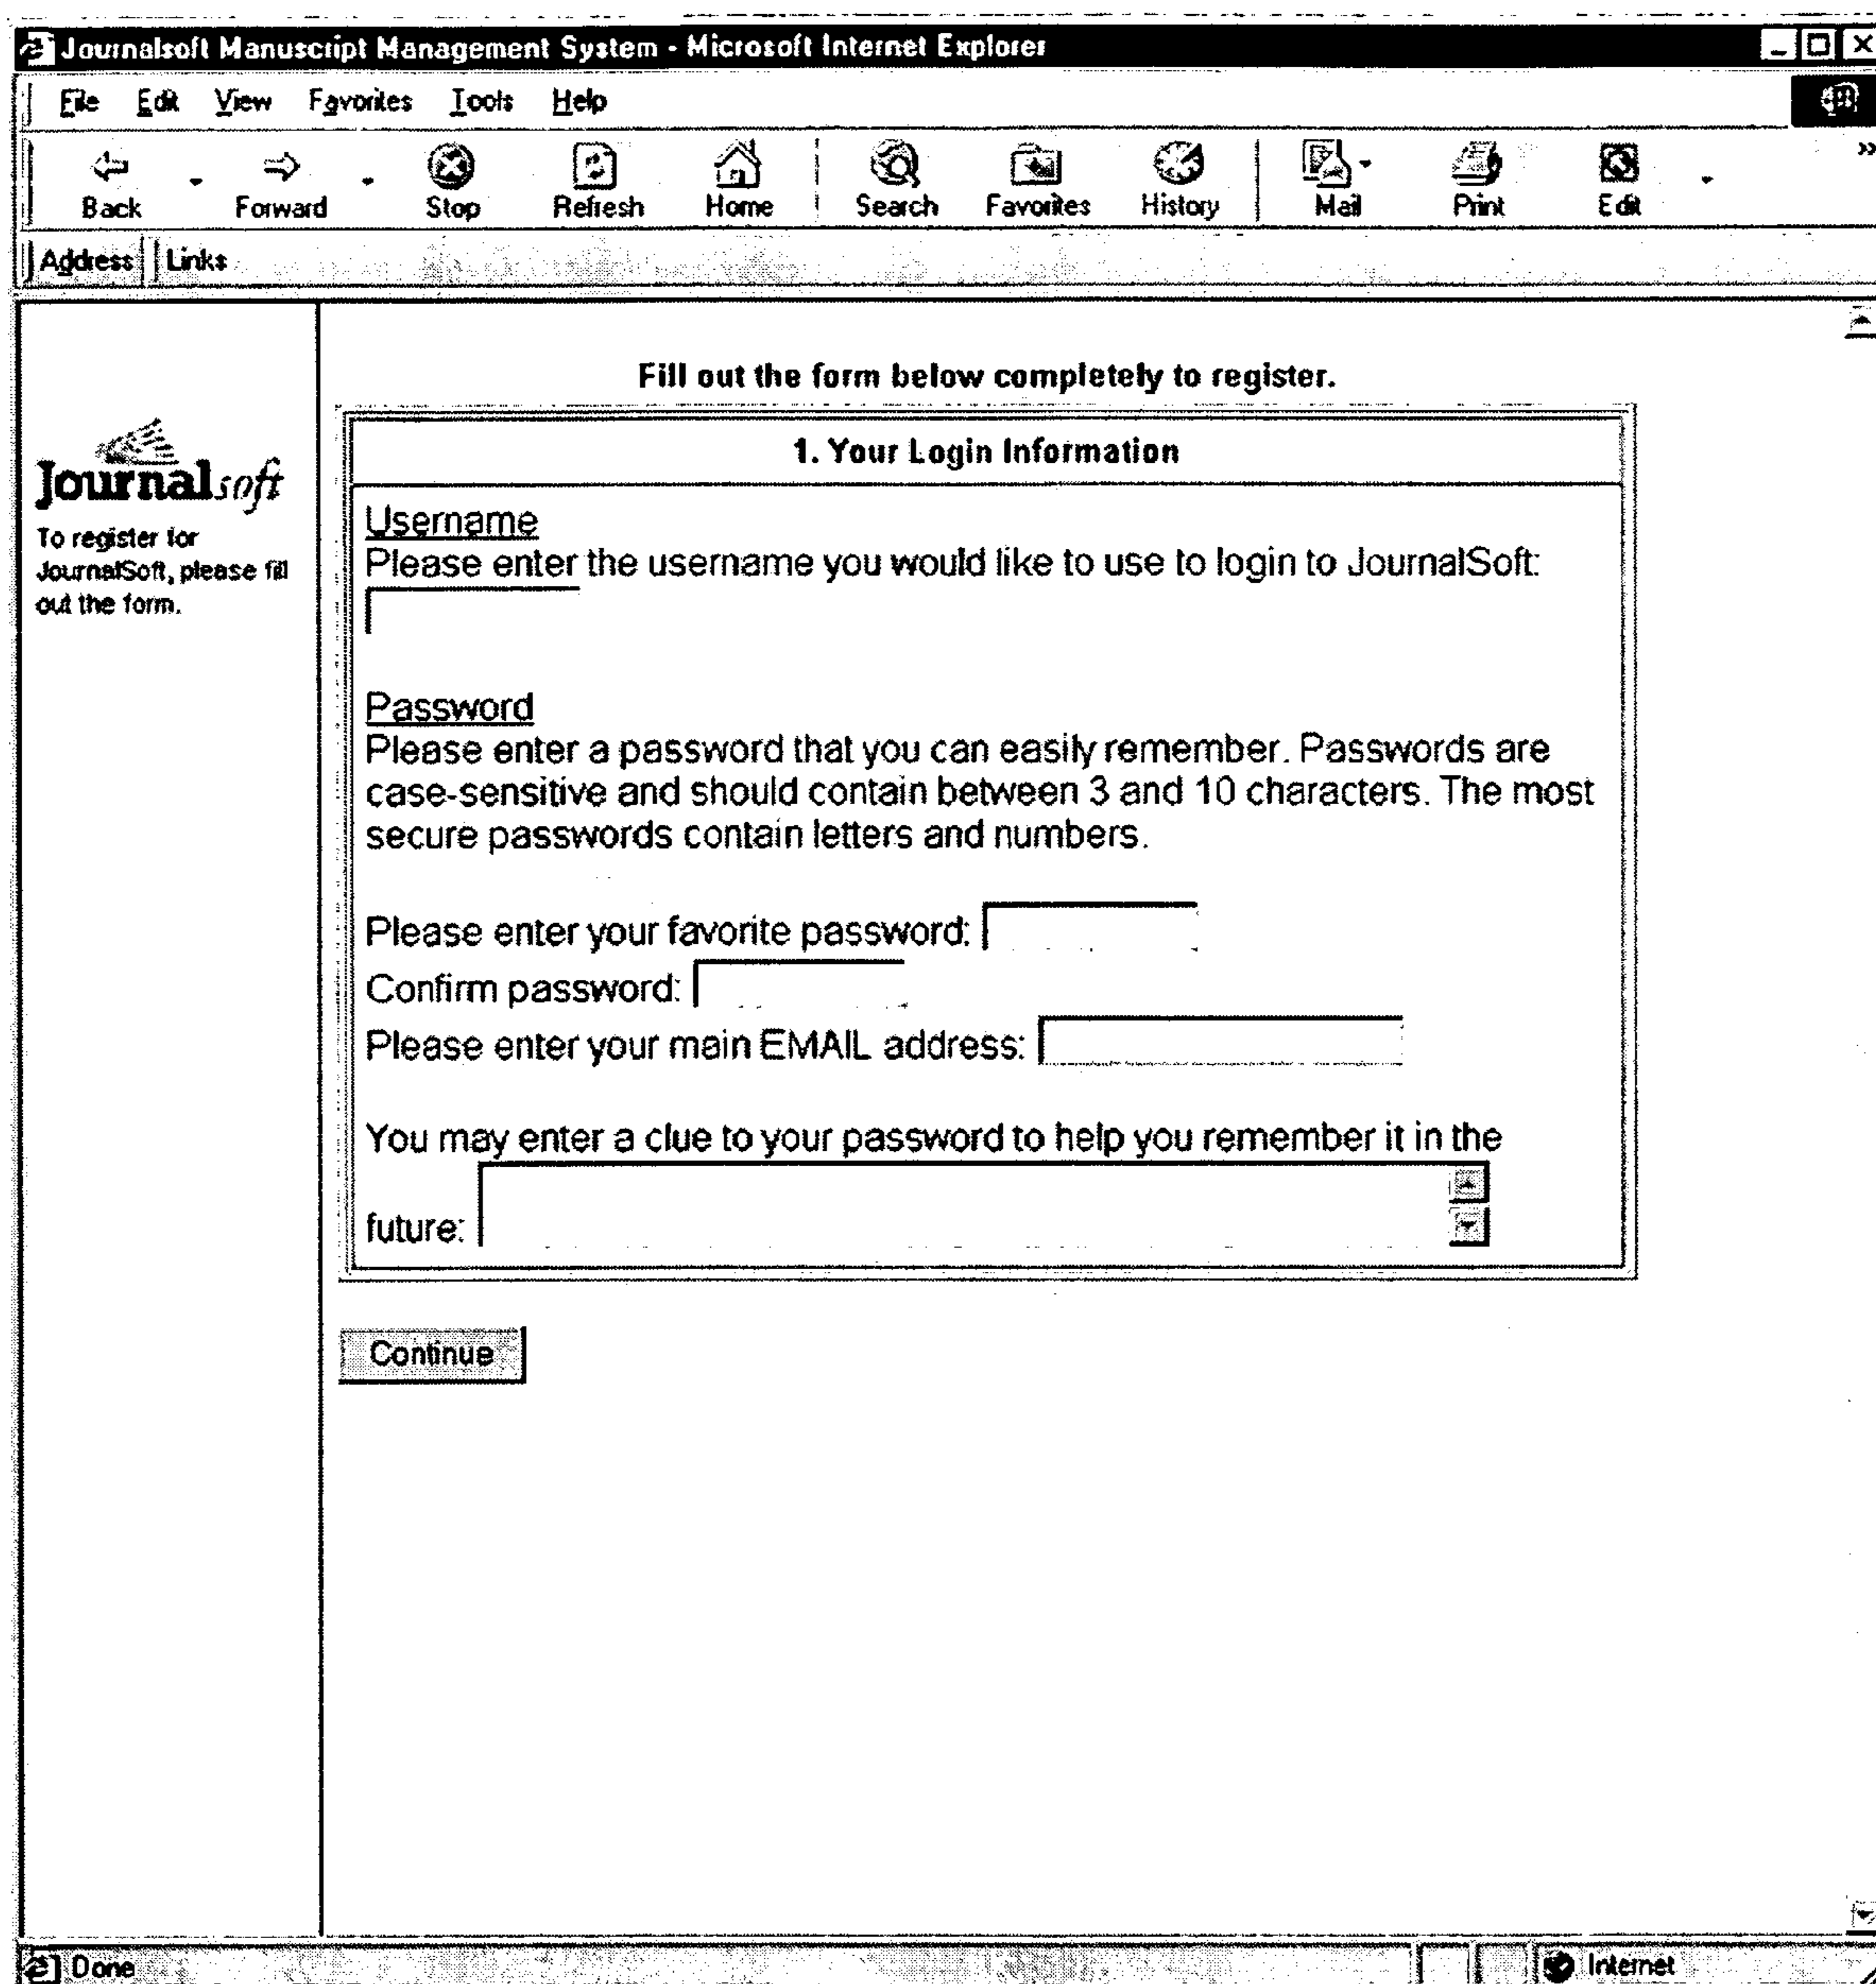 Journalsoft Manuscript Management System - Microsoft Internet Explorer
File Edit View Favorites Tools Help
Back Forward Stop Refresh Home Search Favorites History Mail Print Edit »
Address Links
Journalsoft
To register for
JournalSoft, please fill
out the form.
Fill out the form below completely to register.
1. Your Login Information
Username
Please enter the username you would like to use to login to JournalSoft:
Password
Please enter a password that you can easily remember. Passwords are
case-sensitive and should contain between 3 and 10 characters. The most
secure passwords contain letters and numbers.
Please enter your favorite password:
Confirm password:
Please enter your main EMAIL address:
You may enter a clue to your password to help you remember it in the
future:
Continue
Done Internet